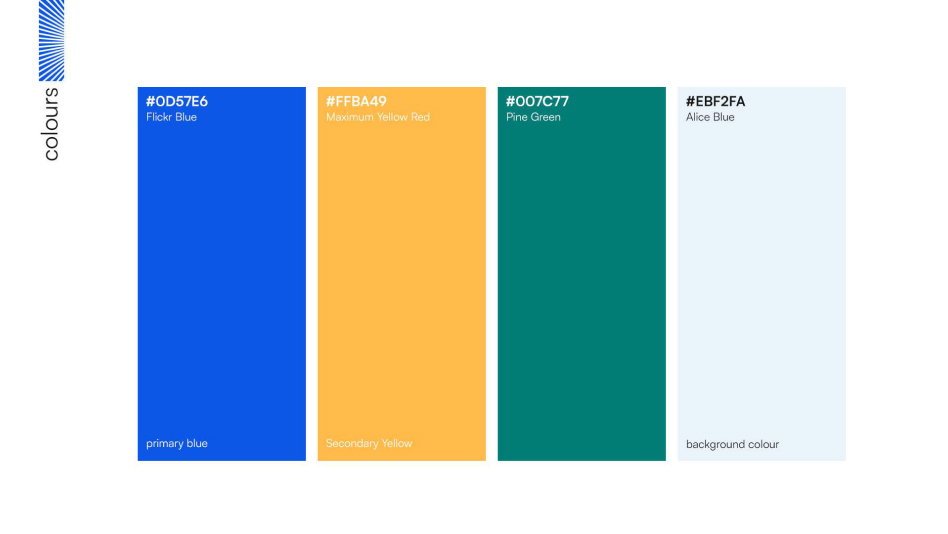 colours
#0D57E6
Flickr Blue
primary blue
#FFBA49
Maximum Yellow Red
Secondary Yellow
#007C77
Pine Green
#EBF2FA
Alice Blue
background colour